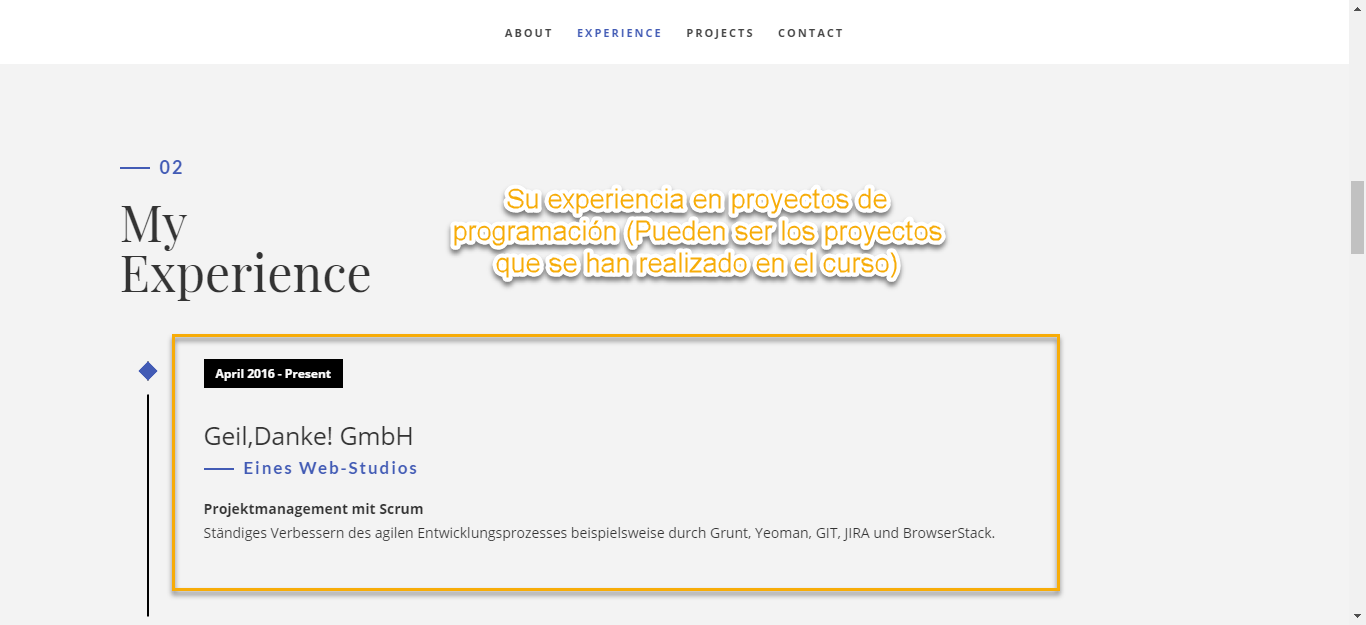 ABOUT EXPERIENCE PROJECTS CONTACT
02
My
Experience
Su experiencia en proyectos de
programación (Pueden ser los proyectos
que se han realizado en el curso)
April 2016 - Present
Geil,Danke! GmbH
Eines Web-Studios
Projektmanagement mit Scrum
Ständiges Verbessern des agilen Entwicklungsprozesses beispielsweise durch Grunt, Yeoman, GIT, JIRA und BrowserStack.